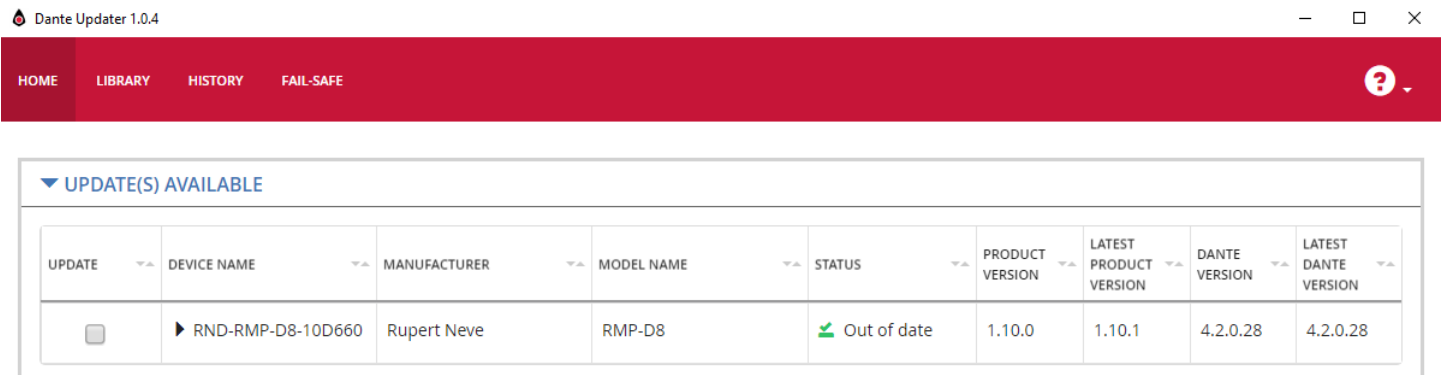 Dante Updater 1.0.4
HOME LIBRARY HISTORY FAIL-SAFE ?
UPDATE(S) AVAILABLE
UPDATE DEVICE NAME MANUFACTURER MODEL NAME STATUS PRODUCT VERSION LATEST PRODUCT VERSION DANTE VERSION LATEST DANTE VERSION
RND-RMP-D8-10D660 Rupert Neve RMP-D8 Out of date 1.10.0 1.10.1 4.2.0.28 4.2.0.28